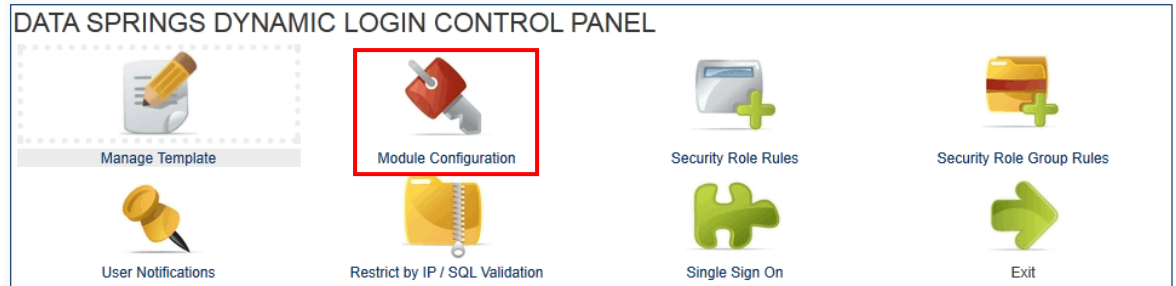 DATA SPRINGS DYNAMIC LOGIN CONTROL PANEL
Manage Template
Module Configuration
Security Role Rules
Security Role Group Rules
User Notifications
Restrict by IP / SQL Validation
Single Sign On
Exit